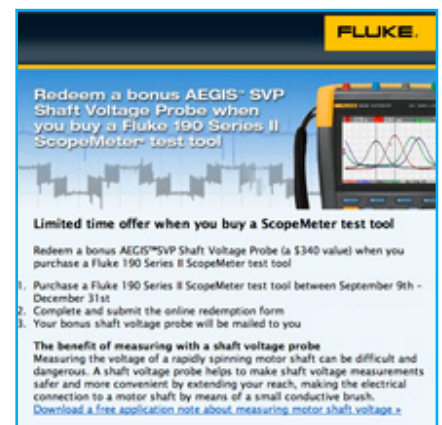 FLUKE.
Redeem a bonus AEGIS™ SVP
Shaft Voltage Probe when
you buy a Fluke 190 Series II
ScopeMeter® test tool
Limited time offer when you buy a ScopeMeter test tool
Redeem a bonus AEGIS™SVP Shaft Voltage Probe (a $340 value) when you
purchase a Fluke 190 Series II ScopeMeter test tool
1. Purchase a Fluke 190 Series II ScopeMeter test tool between September 9th -
December 31st
2. Complete and submit the online redemption form
3. Your bonus shaft voltage probe will be mailed to you
The benefit of measuring with a shaft voltage probe
Measuring the voltage of a rapidly spinning motor shaft can be difficult and
dangerous. A shaft voltage probe helps to make shaft voltage measurements
safer and more convenient by extending your reach, making the electrical
connection to a motor shaft by means of a small conductive brush.
Download a free application note about measuring motor shaft voltage »